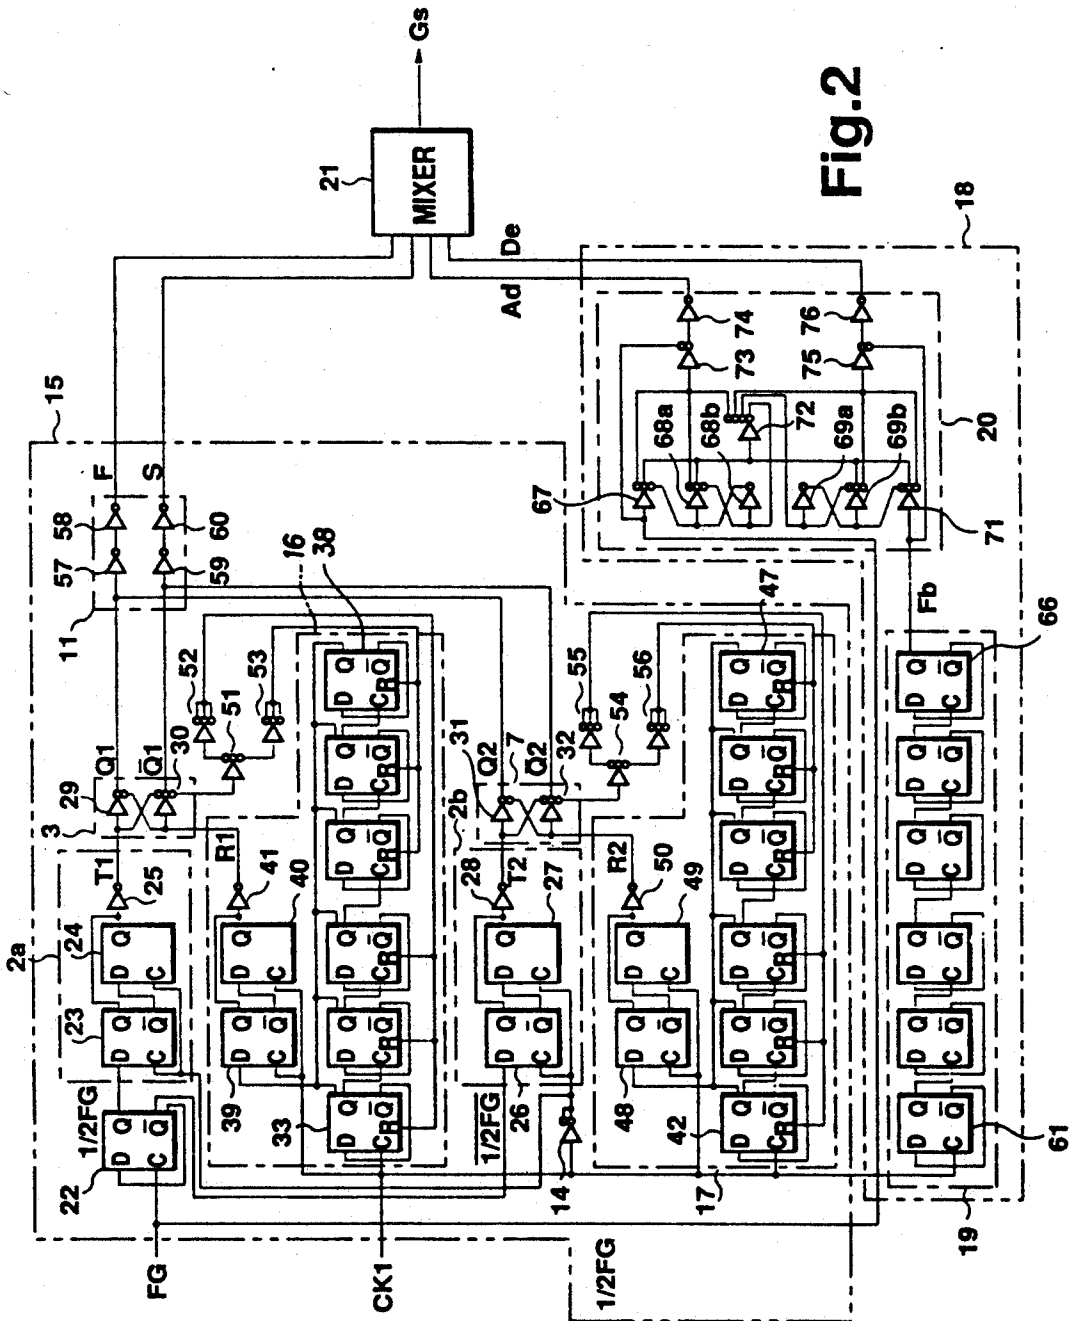 Fig.2
Gs
21
MIXER
De
Ad
18
15
F
S
58
60
57
59
11
16
38
52
53
51
30
Q1
Q1
29
3
T1
25
2a
24
23
D Q
C
D Q
C Q
R1
41
40
39
D Q
C
D Q
C Q
1/2FG
22
D Q
C Q
33
D Q
C Q
R
D Q
C Q
R
D Q
C Q
R
D Q
C Q
R
D Q
C Q
R
D Q
C Q
R
FG
CK1
1/2FG
31
Q2
7
Q2
32
2b
28
T2
27
26
D Q
C
D Q
C Q
1/2FG
14
55
56
54
R2
50
49
48
D Q
C
D Q
C Q
47
42
17
D Q
C Q
R
D Q
C Q
R
D Q
C Q
R
D Q
C Q
R
D Q
C Q
R
D Q
C Q
R
74
76
73
75
72
68a
68b
69a
69b
67
71
20
Fb
66
61
19
D Q
C Q
D Q
C Q
D Q
C Q
D Q
C Q
D Q
C Q
D Q
C Q